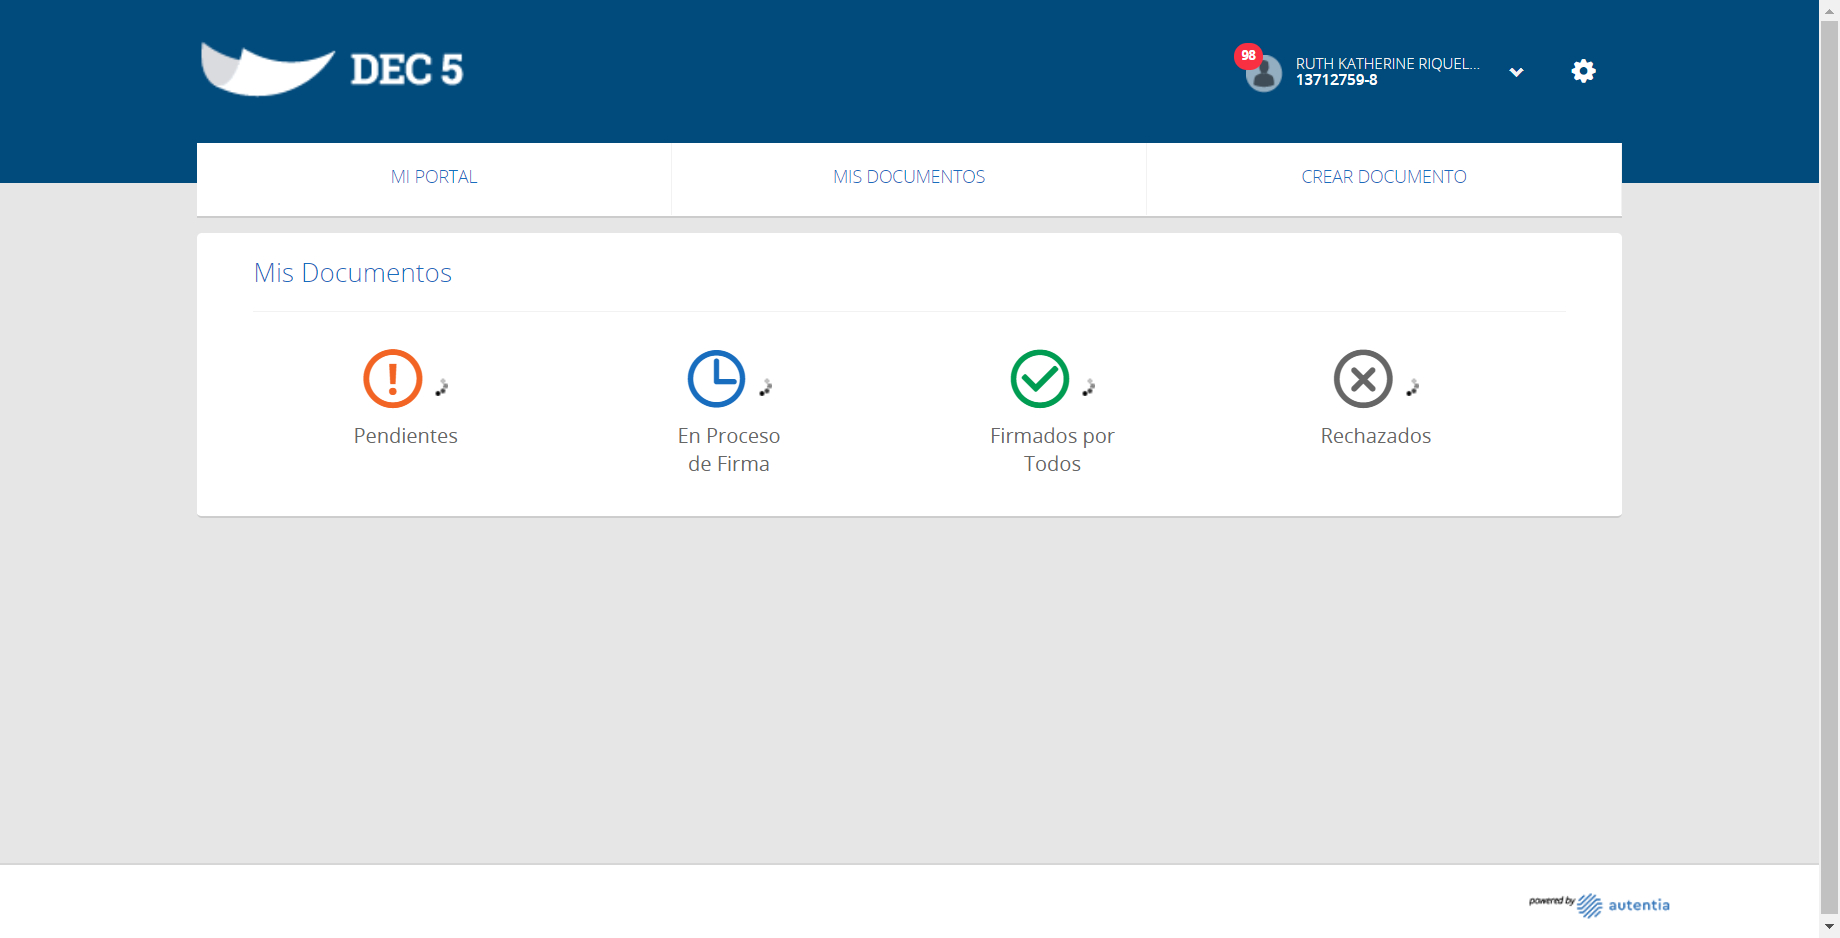 DEC 5
98
RUTH KATHERINE RIQUEL...
13712759-8
MI PORTAL
MIS DOCUMENTOS
CREAR DOCUMENTO
Mis Documentos
Pendientes
En Proceso
de Firma
Firmados por
Todos
Rechazados
powered by
autentia